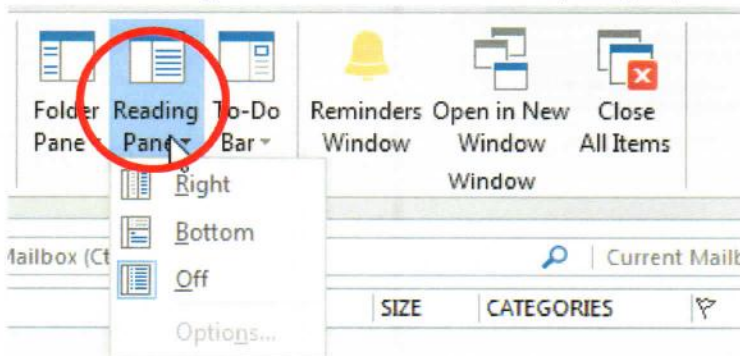 Folder Reading To-Do Reminders Open in New Close
Pane Pane Bar Window Window All Items
Window
Right
Bottom
Mailbox (Ct Current Mailb
Off
SIZE CATEGORIES
Options...